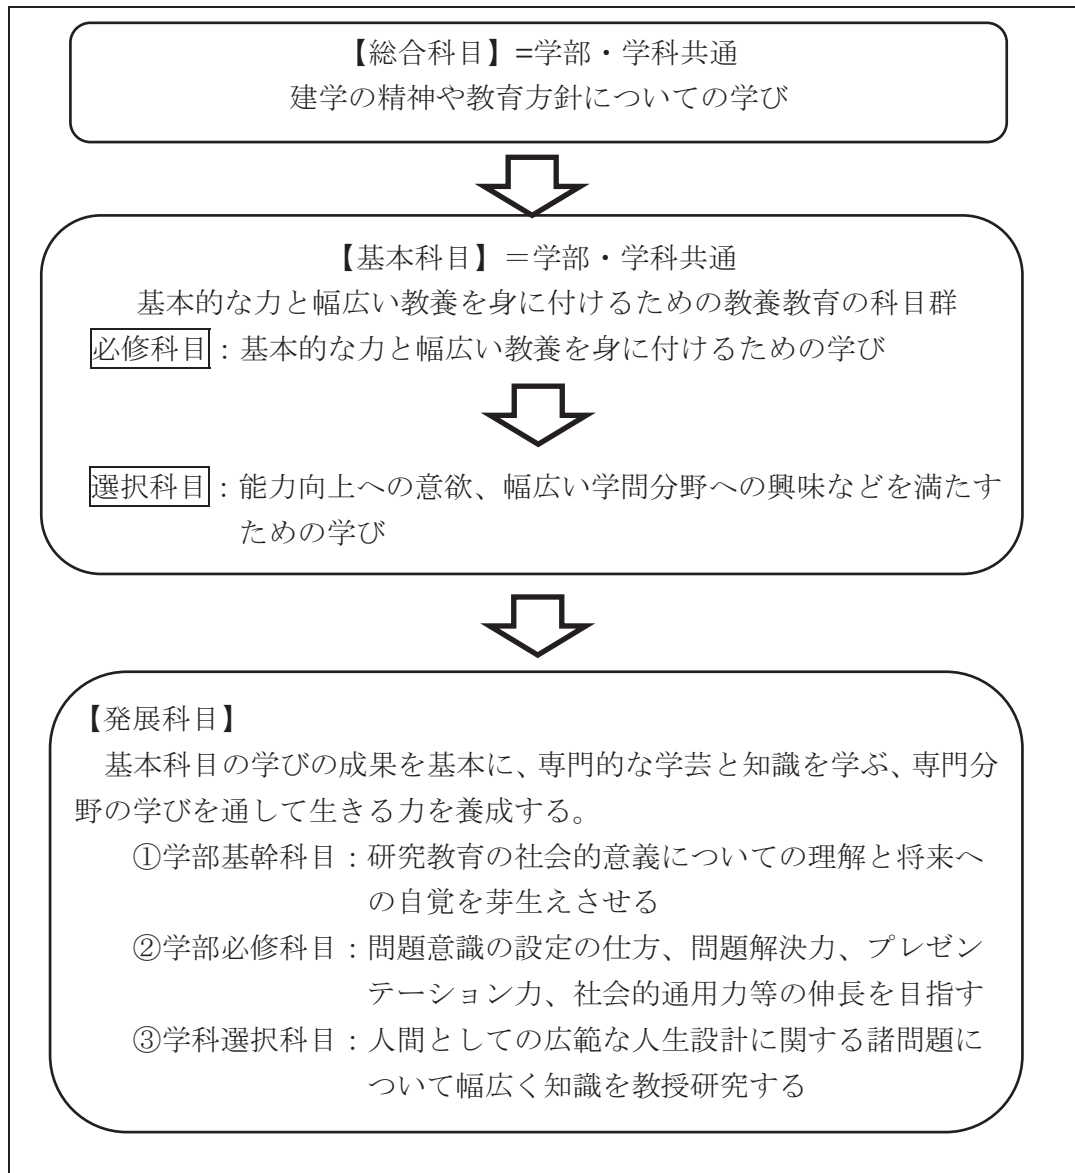 【総合科目】=学部・学科共通
建学の精神や教育方針についての学び
【基本科目】＝学部・学科共通
基本的な力と幅広い教養を身に付けるための教養教育の科目群
必修科目：基本的な力と幅広い教養を身に付けるための学び
選択科目：能力向上への意欲、幅広い学問分野への興味などを満たす
ための学び
【発展科目】
基本科目の学びの成果を基本に、専門的な学芸と知識を学ぶ、専門分
野の学びを通して生きる力を養成する。
①学部基幹科目：研究教育の社会的意義についての理解と将来へ
の自覚を芽生えさせる
②学部必修科目：問題意識の設定の仕方、問題解決力、プレゼン
テーション力、社会的通用力等の伸長を目指す
③学科選択科目：人間としての広範な人生設計に関する諸問題に
ついて幅広く知識を教授研究する